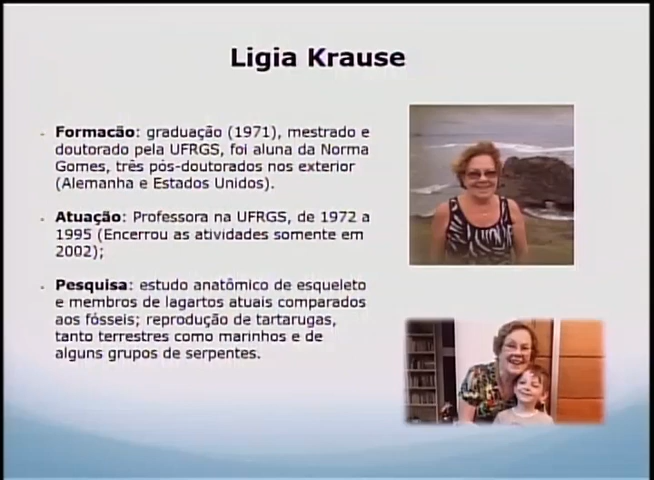 Ligia Krause
- Formacão: graduação (1971), mestrado e
doutorado pela UFRGS, foi aluna da Norma
Gomes, três pós-doutorados nos exterior
(Alemanha e Estados Unidos).
- Atuação: Professora na UFRGS, de 1972 a
1995 (Encerrou as atividades somente em
2002);
- Pesquisa: estudo anatômico de esqueleto
e membros de lagartos atuais comparados
aos fósseis; reprodução de tartarugas,
tanto terrestres como marinhos e de
alguns grupos de serpentes.